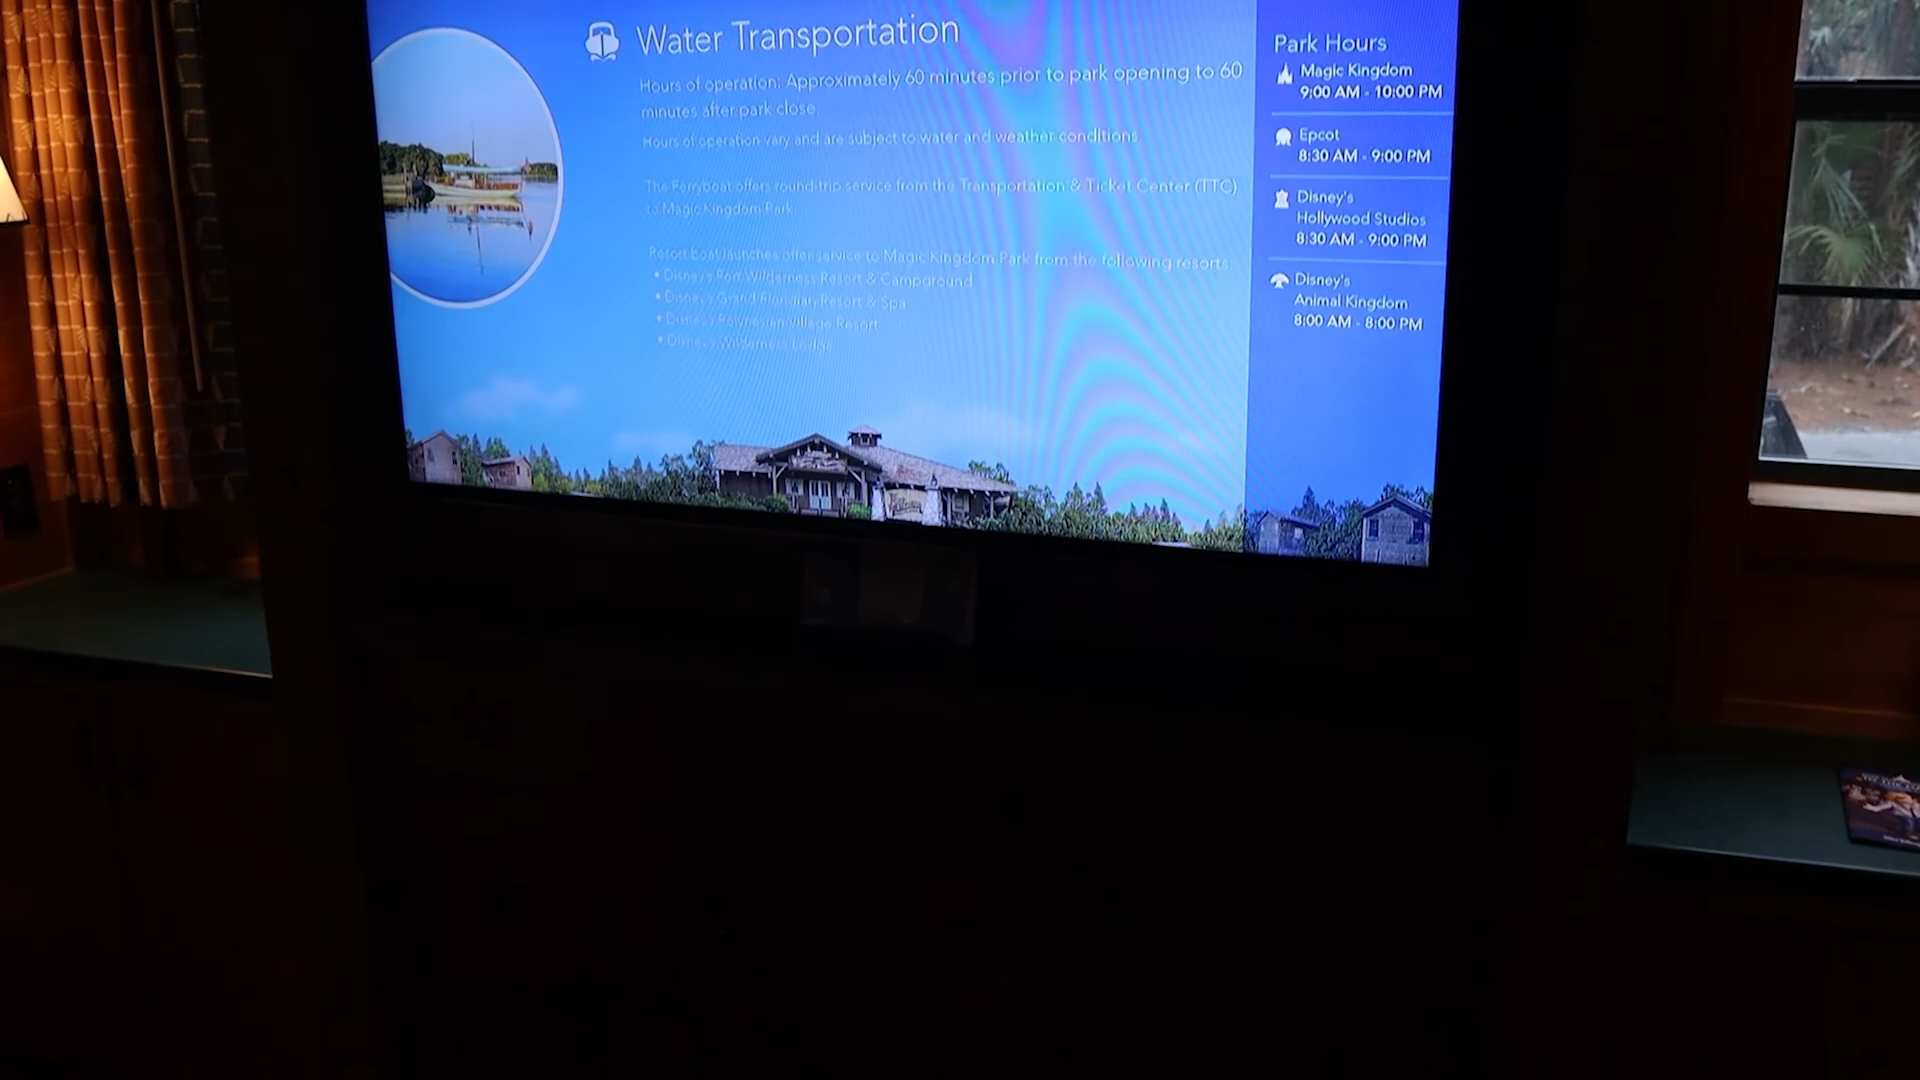 Water Transportation
Hours of operation: Approximately 60 minutes prior to park opening to 60
minutes after park close
Hours of operation vary and are subject to water and weather conditions.
The Ferryboat offers round-trip service from the Transportation & Ticket Center (TTC)
to Magic Kingdom Park.
Resort boat launches offer service to Magic Kingdom Park from the following resorts:
• Disney's Fort Wilderness Resort & Campground
• Disney's Grand Floridian Resort & Spa
• Disney's Polynesian Village Resort
• Disney's Wilderness Lodge
Park Hours
Magic Kingdom
9:00 AM - 10:00 PM
Epcot
8:30 AM - 9:00 PM
Disney's
Hollywood Studios
8:30 AM - 9:00 PM
Disney's
Animal Kingdom
8:00 AM - 8:00 PM